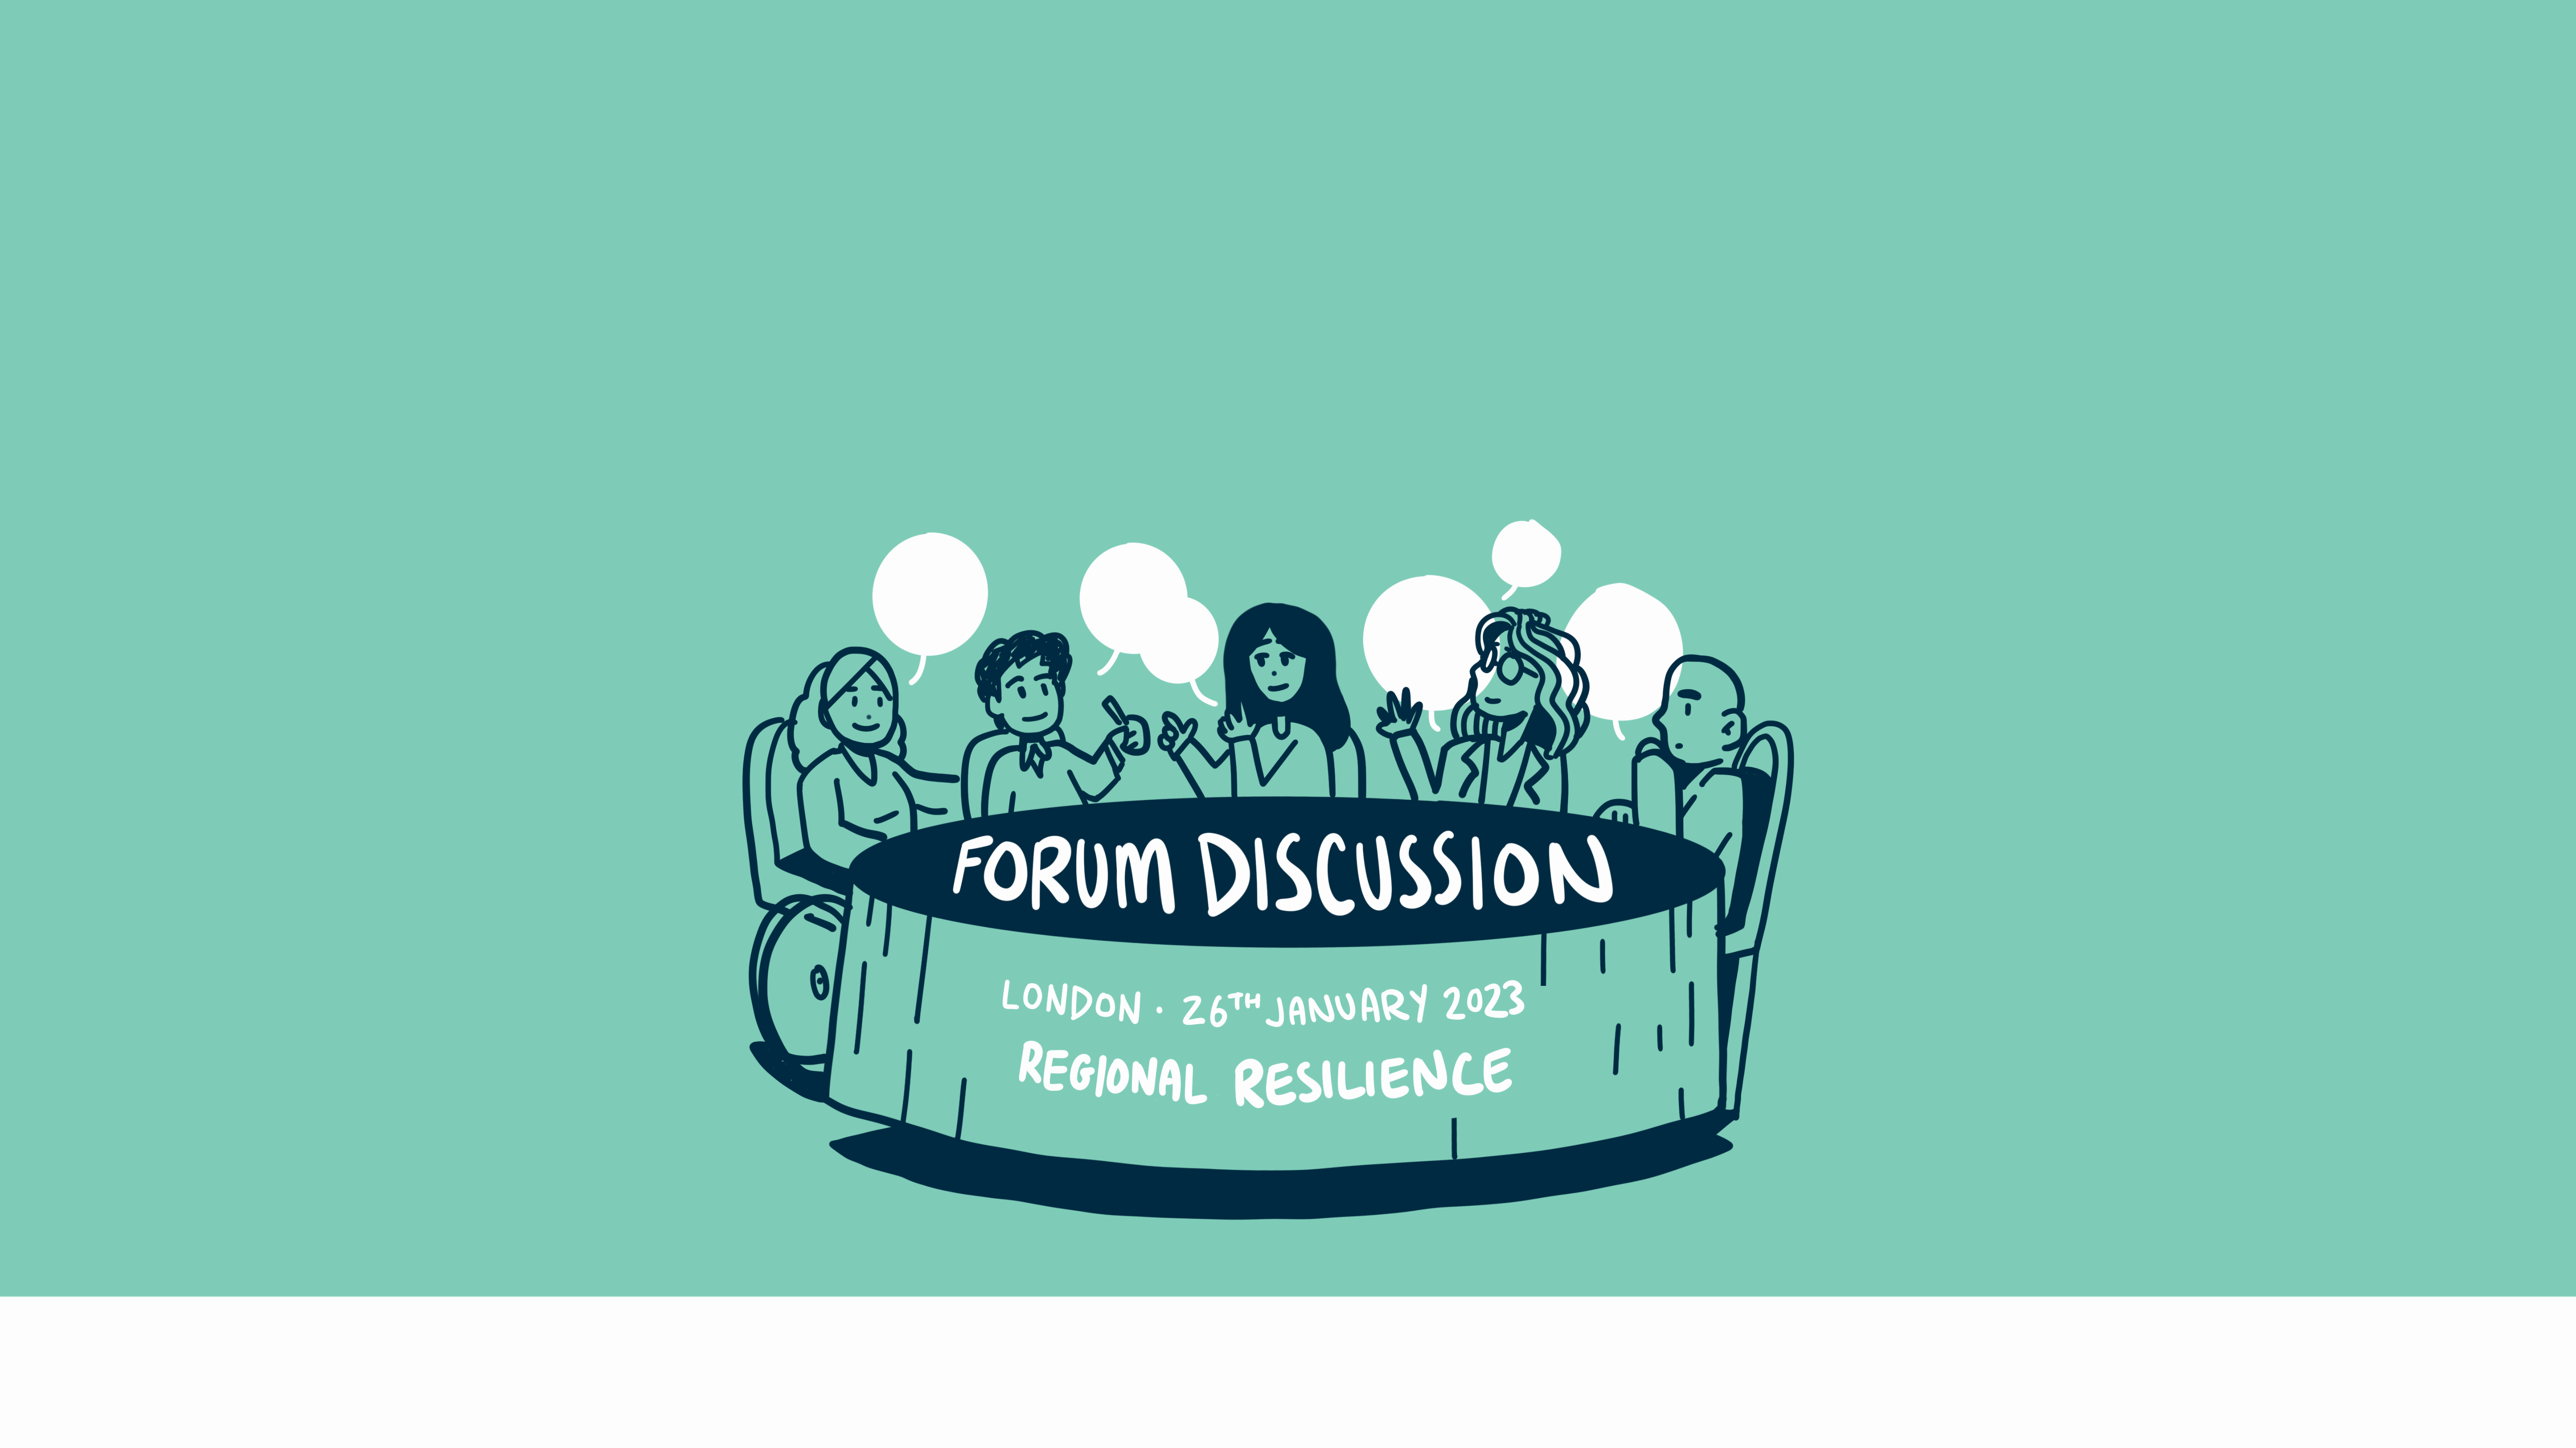 FORUM DISCUSSION
LONDON · 26TH JANUARY 2023
REGIONAL RESILIENCE